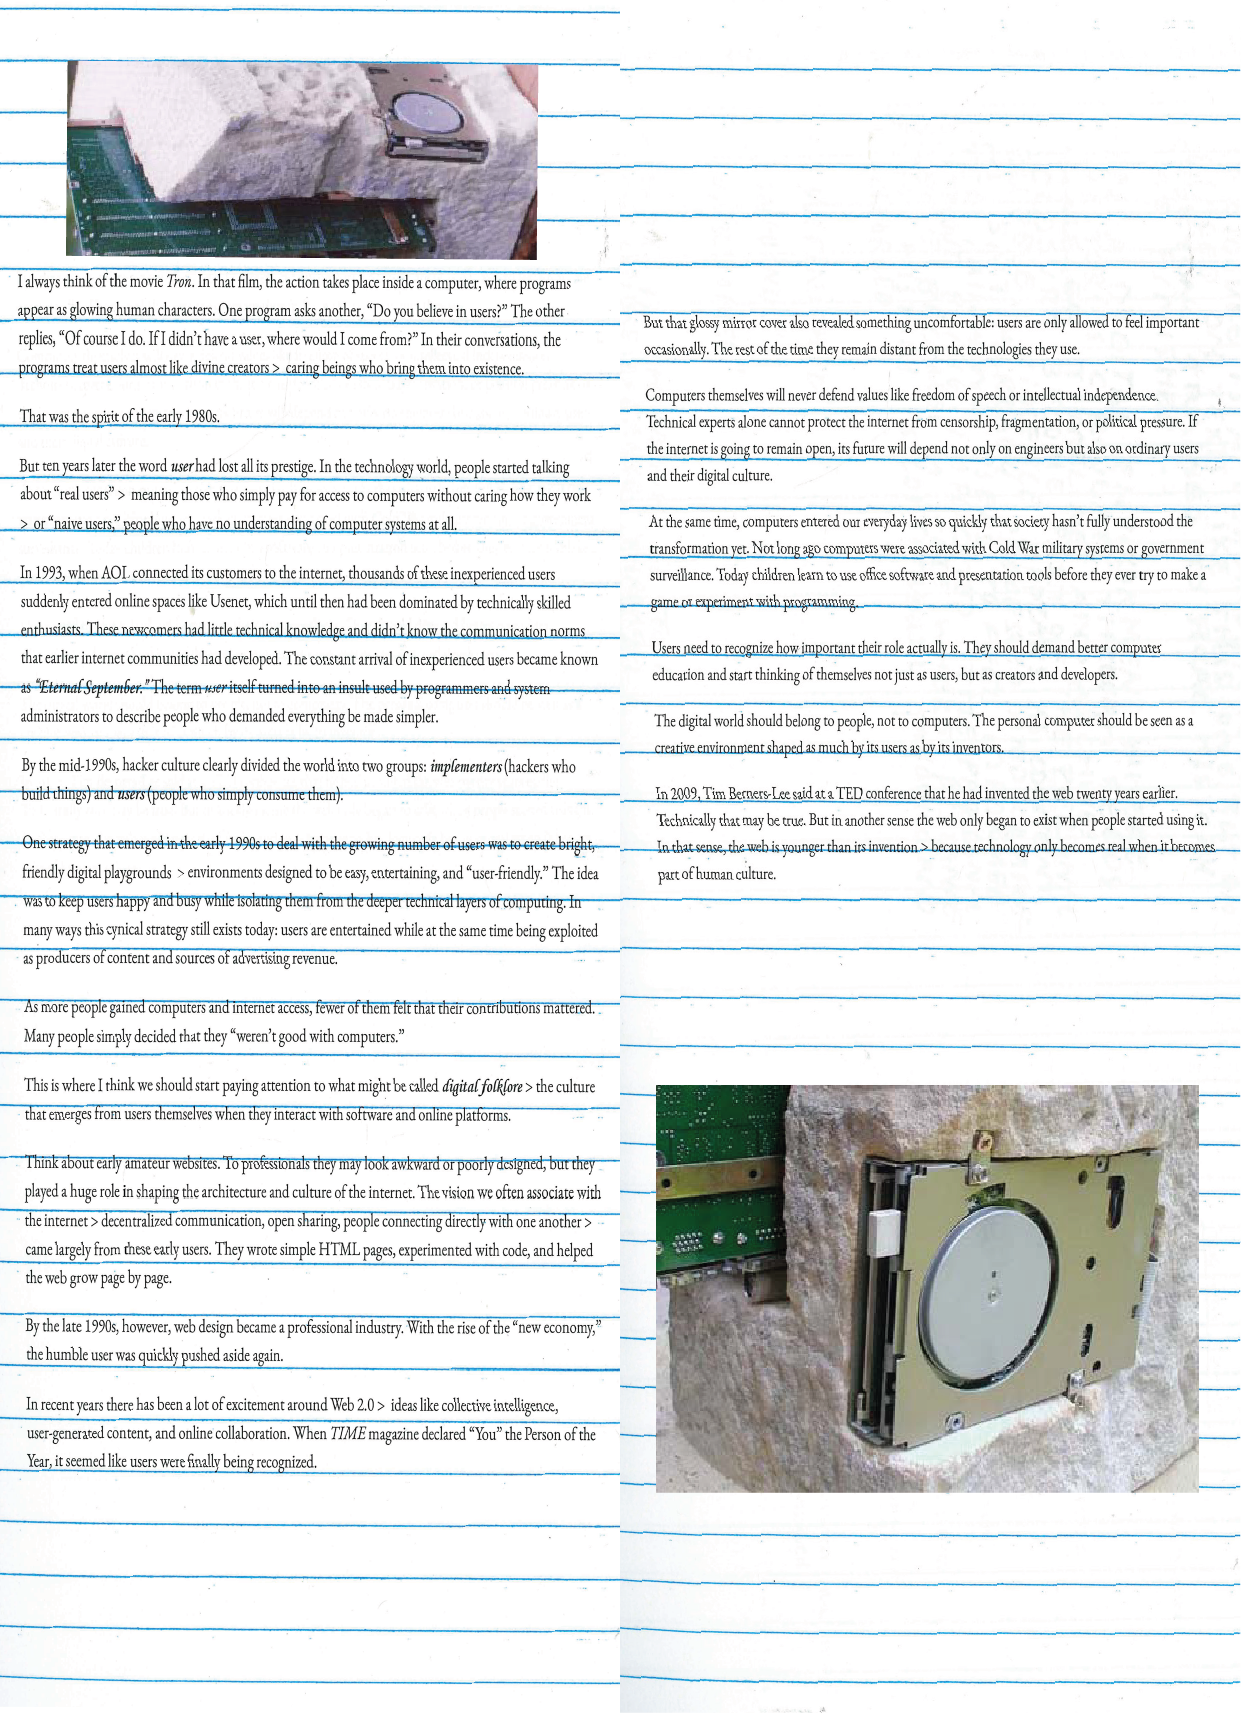 I always think of the movie Tron. In that film, the action takes place inside a computer, where programs
appear as glowing human characters. One program asks another, “Do you believe in users?” The other
replies, “Of course I do. If I didn’t have a user, where would I come from?” In their conversations, the
programs treat users almost like divine creators > caring beings who bring them into existence.
That was the spirit of the early 1980s.
But ten years later the word user had lost all its prestige. In the technology world, people started talking
about “real users” > meaning those who simply pay for access to computers without caring how they work
> or “naive users,” people who have no understanding of computer systems at all.
In 1993, when AOL connected its customers to the internet, thousands of these inexperienced users
suddenly entered online spaces like Usenet, which until then had been dominated by technically skilled
enthusiasts. These newcomers had little technical knowledge and didn’t know the communication norms
that earlier internet communities had developed. The constant arrival of inexperienced users became known
as “Eternal September.” The term user itself turned into an insult used by programmers and system
administrators to describe people who demanded everything be made simpler.
By the mid-1990s, hacker culture clearly divided the world into two groups: implementers (hackers who
build things) and users (people who simply consume them).
One strategy that emerged in the early 1990s to deal with the growing number of users was to create bright,
friendly digital playgrounds > environments designed to be easy, entertaining, and “user-friendly.” The idea
was to keep users happy and busy while isolating them from the deeper technical layers of computing. In
many ways this cynical strategy still exists today: users are entertained while at the same time being exploited
as producers of content and sources of advertising revenue.
As more people gained computers and internet access, fewer of them felt that their contributions mattered.
Many people simply decided that they “weren’t good with computers.”
This is where I think we should start paying attention to what might be called digital folklore > the culture
that emerges from users themselves when they interact with software and online platforms.
Think about early amateur websites. To professionals they may look awkward or poorly designed, but they
played a huge role in shaping the architecture and culture of the internet. The vision we often associate with
the internet > decentralized communication, open sharing, people connecting directly with one another >
came largely from these early users. They wrote simple HTML pages, experimented with code, and helped
the web grow page by page.
By the late 1990s, however, web design became a professional industry. With the rise of the “new economy,”
the humble user was quickly pushed aside again.
In recent years there has been a lot of excitement around Web 2.0 > ideas like collective intelligence,
user-generated content, and online collaboration. When TIME magazine declared “You” the Person of the
Year, it seemed like users were finally being recognized.
But that glossy mirror cover also revealed something uncomfortable: users are only allowed to feel important
occasionally. The rest of the time they remain distant from the technologies they use.
Computers themselves will never defend values like freedom of speech or intellectual independence.
Technical experts alone cannot protect the internet from censorship, fragmentation, or political pressure. If
the internet is going to remain open, its future will depend not only on engineers but also on ordinary users
and their digital culture.
At the same time, computers entered our everyday lives so quickly that society hasn’t fully understood the
transformation yet. Not long ago computers were associated with Cold War military systems or government
surveillance. Today children learn to use office software and presentation tools before they ever try to make a
game or experiment with programming.
Users need to recognize how important their role actually is. They should demand better computer
education and start thinking of themselves not just as users, but as creators and developers.
The digital world should belong to people, not to computers. The personal computer should be seen as a
creative environment shaped as much by its users as by its inventors.
In 2009, Tim Berners-Lee said at a TED conference that he had invented the web twenty years earlier.
Technically that may be true. But in another sense the web only began to exist when people started using it.
In that sense, the web is younger than its invention > because technology only becomes real when it becomes
part of human culture.